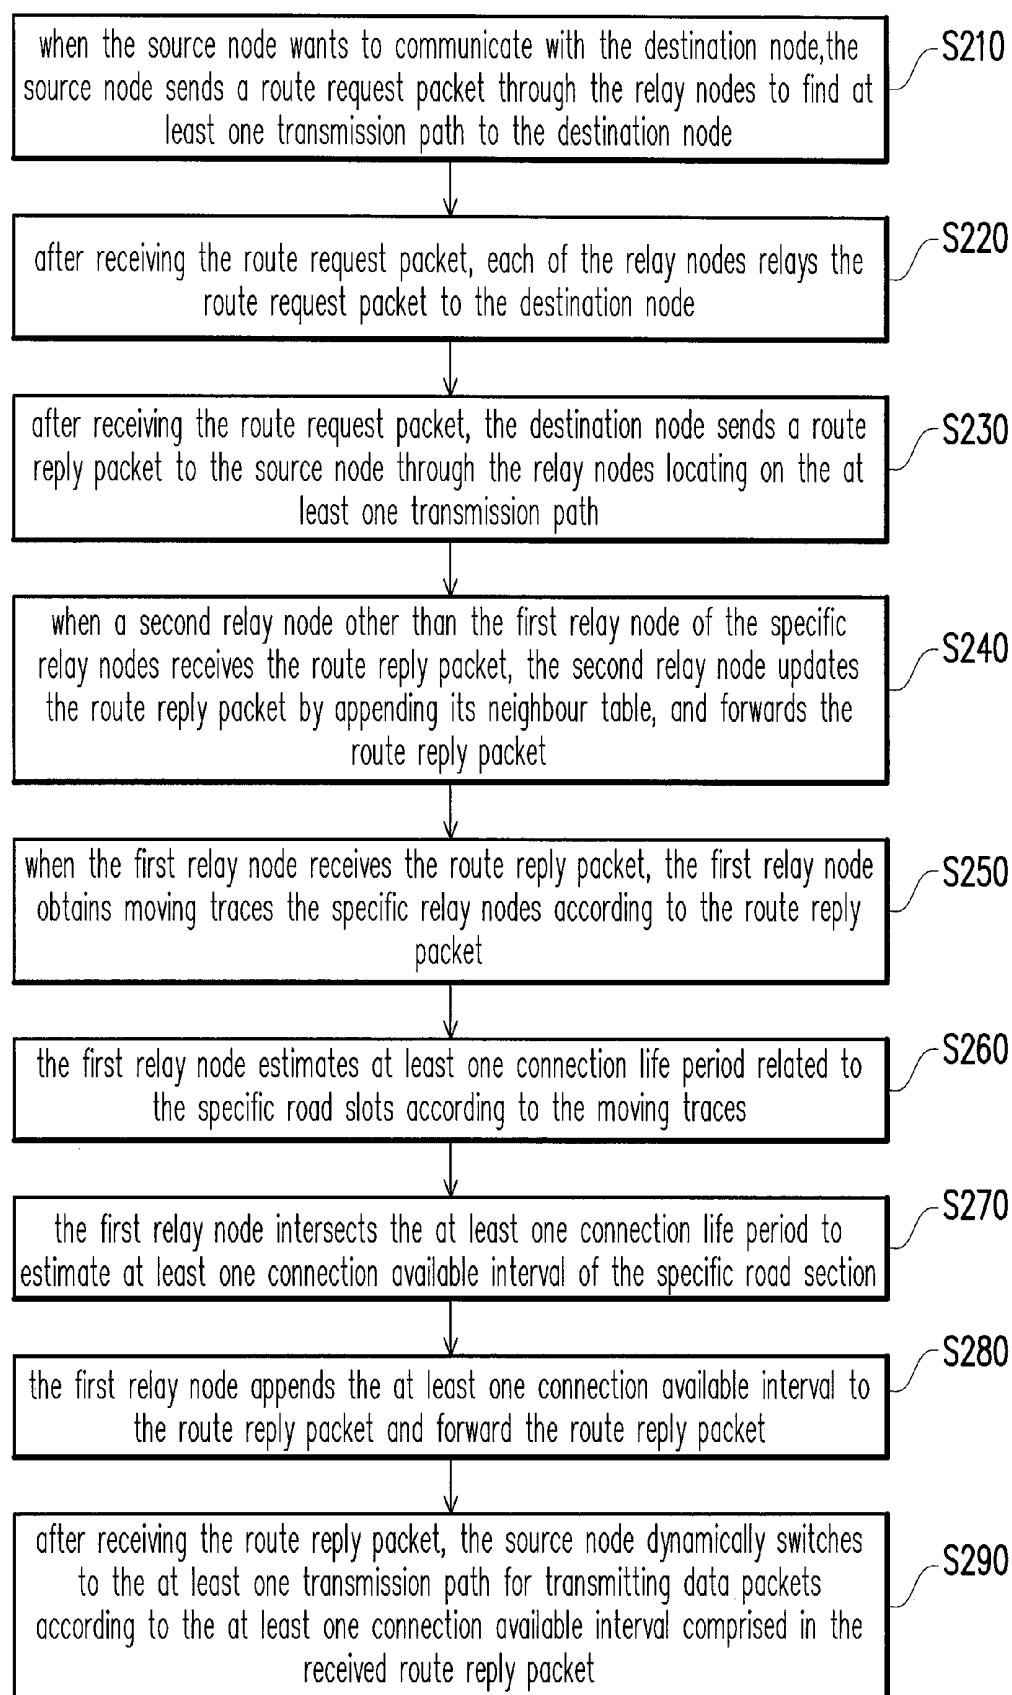 when the source node wants to communicate with the destination node,the
source node sends a route request packet through the relay nodes to find at
least one transmission path to the destination node
S210
after receiving the route request packet, each of the relay nodes relays the
route request packet to the destination node
S220
after receiving the route request packet, the destination node sends a route
reply packet to the source node through the relay nodes locating on the at
least one transmission path
S230
when a second relay node other than the first relay node of the specific
relay nodes receives the route reply packet, the second relay node updates
the route reply packet by appending its neighbour table, and forwards the
route reply packet
S240
when the first relay node receives the route reply packet, the first relay node
obtains moving traces the specific relay nodes according to the route reply
packet
S250
the first relay node estimates at least one connection life period related to
the specific road slots according to the moving traces
S260
the first relay node intersects the at least one connection life period to
estimate at least one connection available interval of the specific road section
S270
the first relay node appends the at least one connection available interval to
the route reply packet and forward the route reply packet
S280
after receiving the route reply packet, the source node dynamically switches
to the at least one transmission path for transmitting data packets
according to the at least one connection available interval comprised in the
received route reply packet
S290